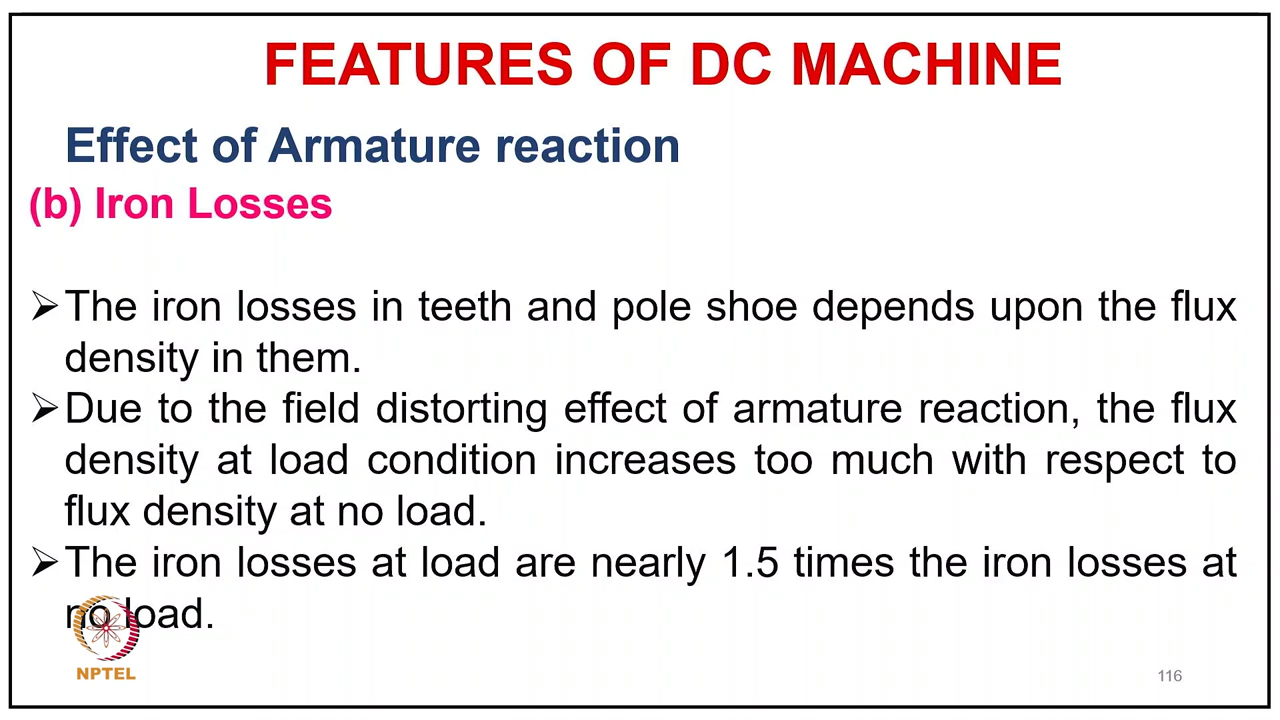 FEATURES OF DC MACHINE
Effect of Armature reaction
(b) Iron Losses
➢The iron losses in teeth and pole shoe depends upon the flux
density in them.
➢Due to the field distorting effect of armature reaction, the flux
density at load condition increases too much with respect to
flux density at no load.
➢The iron losses at load are nearly 1.5 times the iron losses at
no load.
NPTEL
116